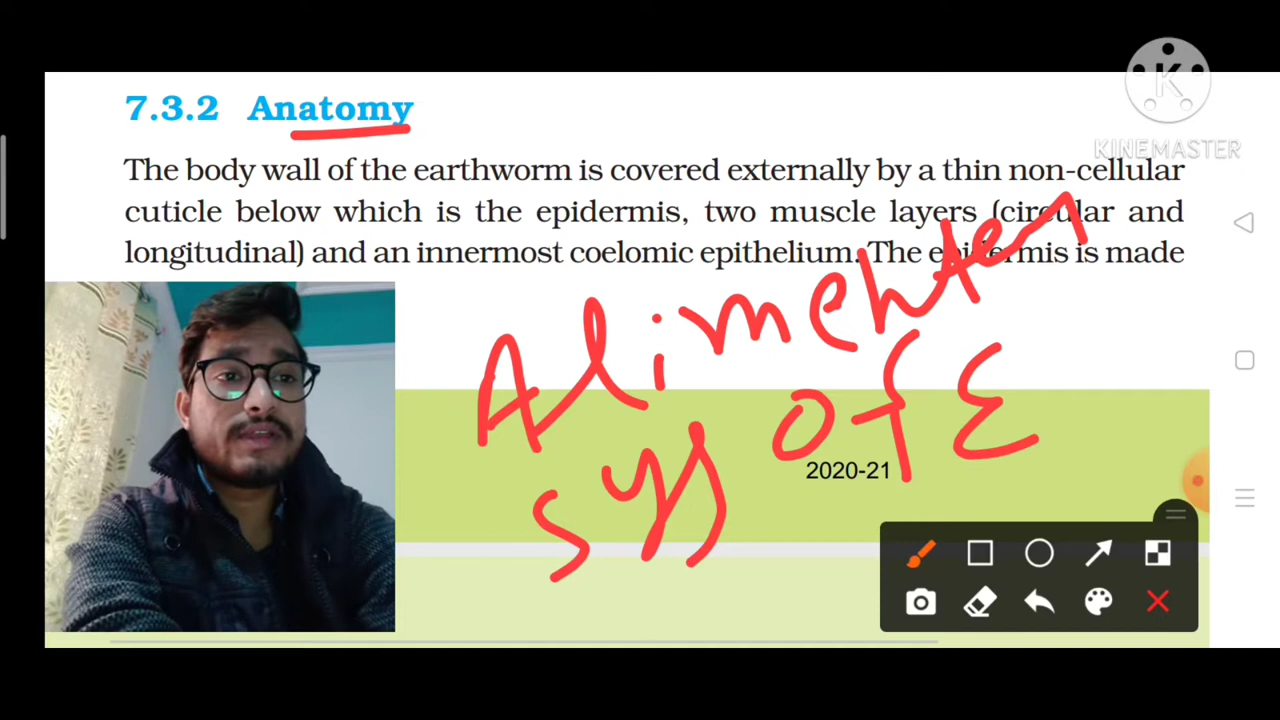 7.3.2 Anatomy
KINEMASTER
The body wall of the earthworm is covered externally by a thin non-cellular
cuticle below which is the epidermis, two muscle layers (circular and
longitudinal) and an innermost coelomic epithelium. The epidermis is made
Alimentary
sys of E
2020-21